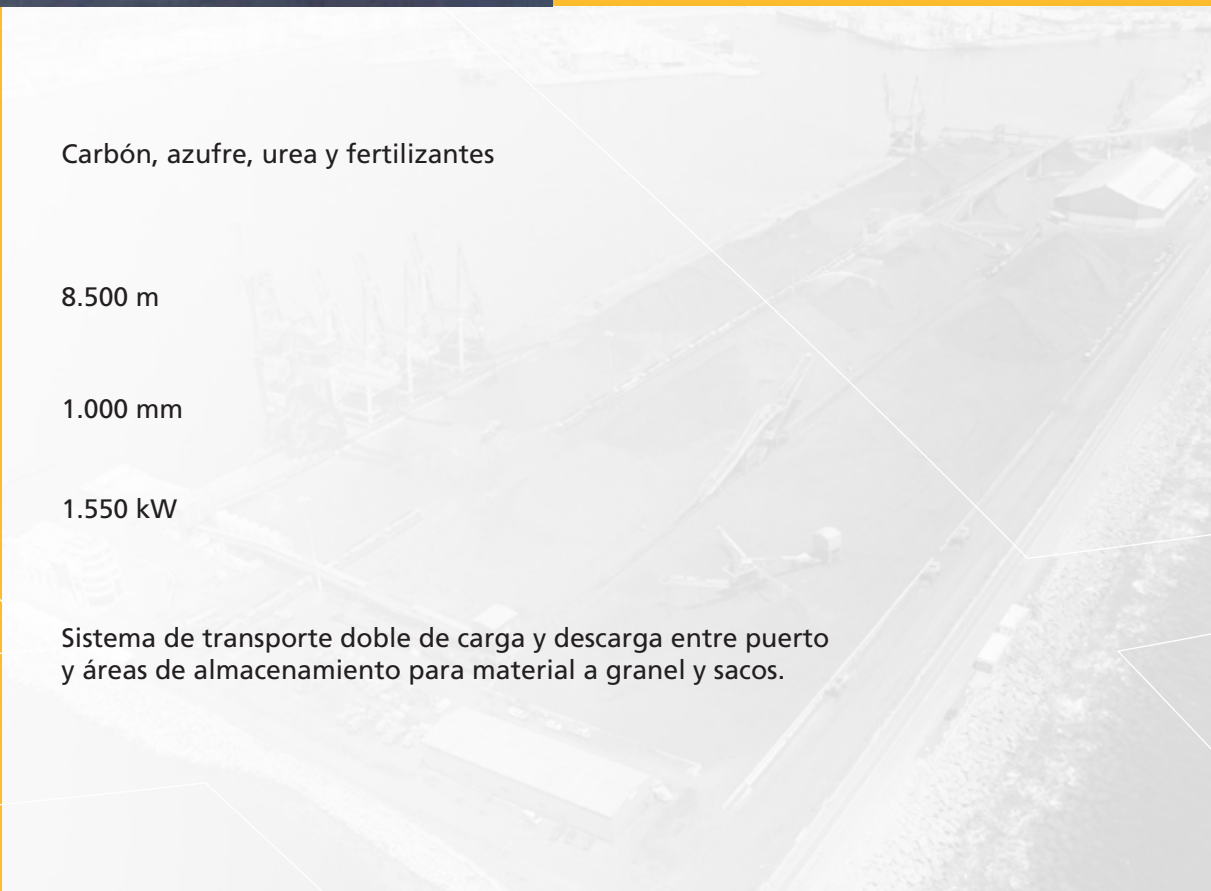 Carbón, azufre, urea y fertilizantes
8.500 m
1.000 mm
1.550 kW
Sistema de transporte doble de carga y descarga entre puerto
y áreas de almacenamiento para material a granel y sacos.